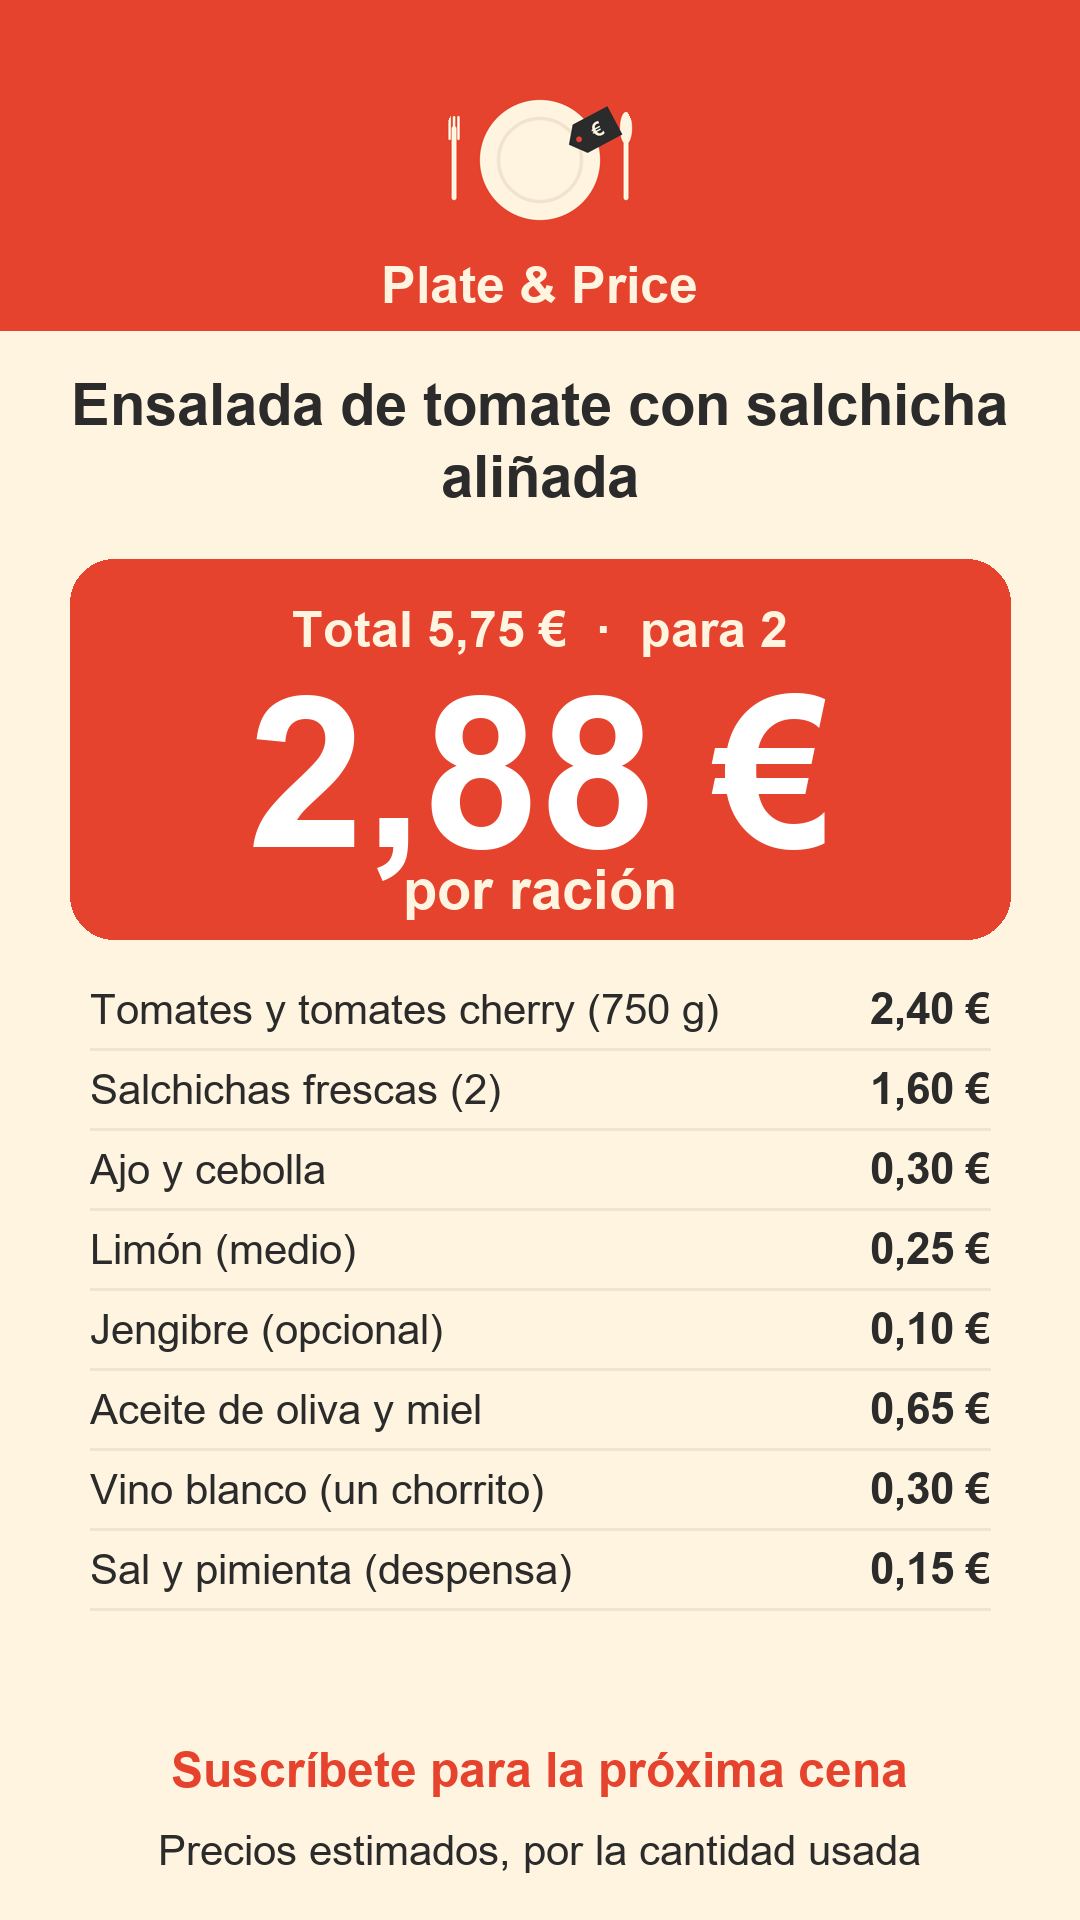 €
Plate & Price
Ensalada de tomate con salchicha
aliñada
Total 5,75 € · para 2
2,88 €
por ración
Tomates y tomates cherry (750 g) 2,40 €
Salchichas frescas (2) 1,60 €
Ajo y cebolla 0,30 €
Limón (medio) 0,25 €
Jengibre (opcional) 0,10 €
Aceite de oliva y miel 0,65 €
Vino blanco (un chorrito) 0,30 €
Sal y pimienta (despensa) 0,15 €
Suscríbete para la próxima cena
Precios estimados, por la cantidad usada